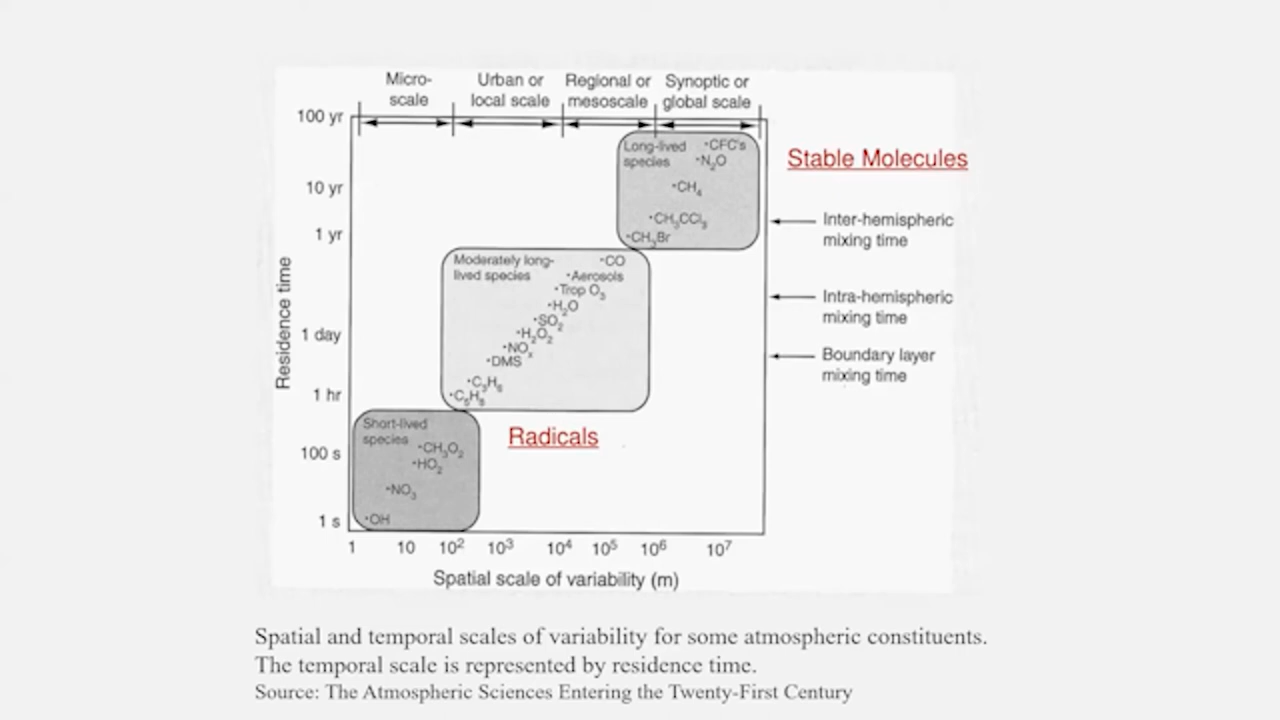 Micro-
scale
Urban or
local scale
Regional or
mesoscale
Synoptic or
global scale
100 yr
10 yr
1 yr
1 day
1 hr
100 s
1 s
Residence time
Long-lived
species
•CFC's
•N₂O
•CH₄
•CH₃CCl₃
•CH₃Br
Moderately long-
lived species
•CO
•Aerosols
•Trop O₃
•H₂O
•SO₂
•H₂O₂
•NOₓ
•DMS
•C₃H₆
•C₅H₈
Short-lived
species
•CH₃O₂
•HO₂
•NO₃
•OH
Stable Molecules
Inter-hemispheric
mixing time
Intra-hemispheric
mixing time
Boundary layer
mixing time
Radicals
1 10 10² 10³ 10⁴ 10⁵ 10⁶ 10⁷
Spatial scale of variability (m)
Spatial and temporal scales of variability for some atmospheric constituents.
The temporal scale is represented by residence time.
Source: The Atmospheric Sciences Entering the Twenty-First Century